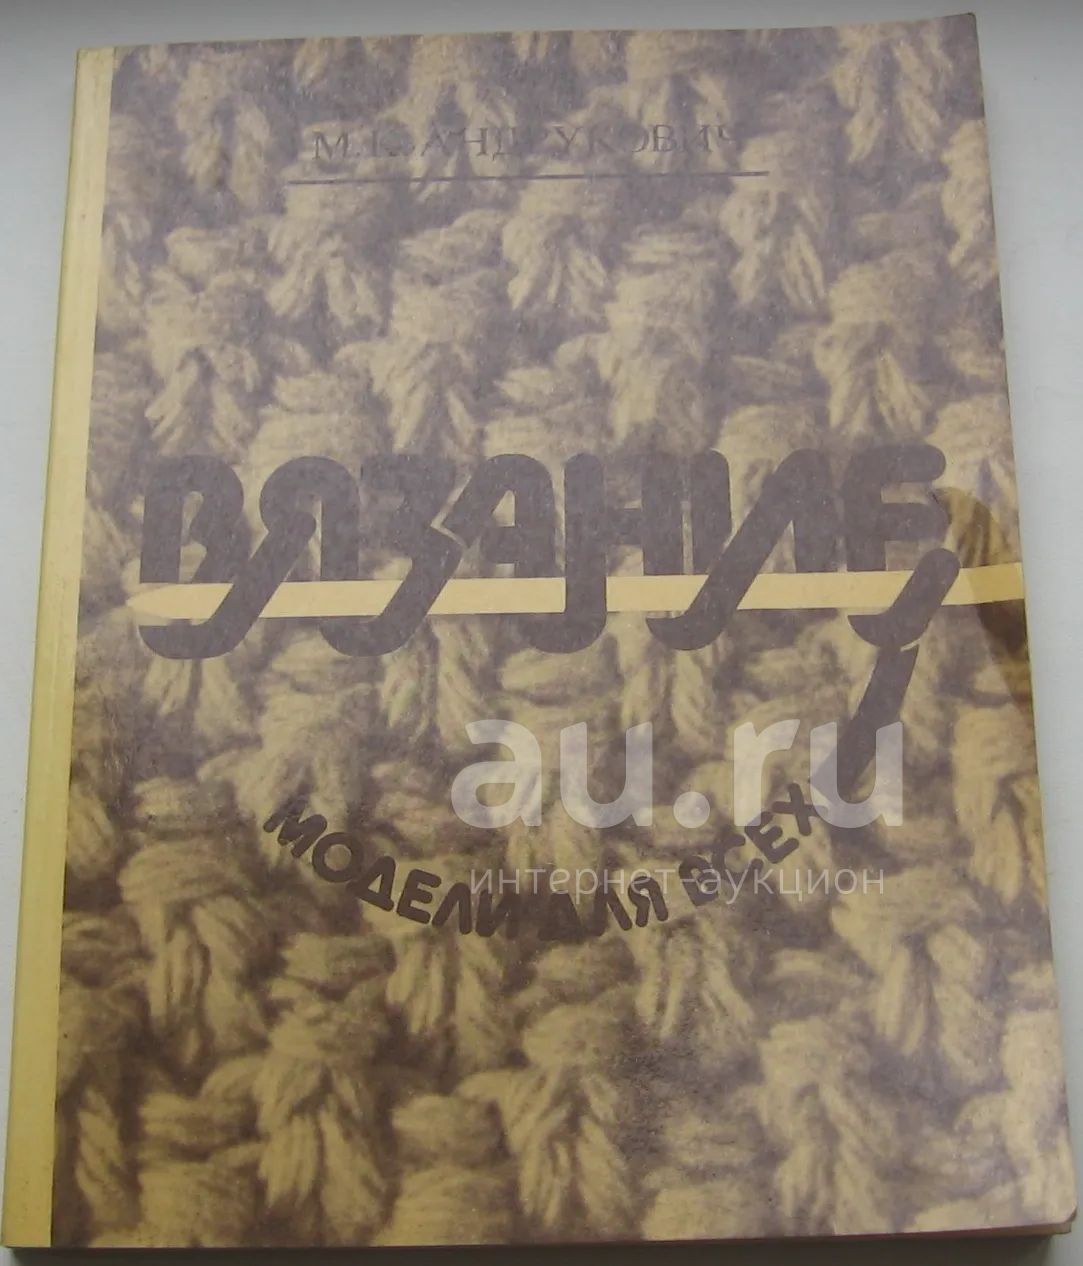 М. К. АНДРУКОВИЧ
ВЯЗАНИЕ
МОДЕЛИ ДЛЯ ВСЕХ
au.ru
интернет-аукцион